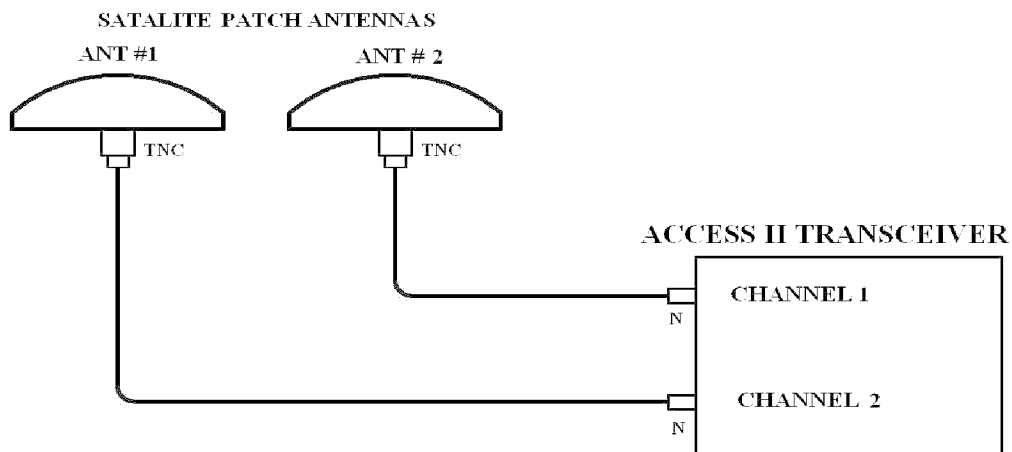 SATALITE PATCH ANTENNAS
ANT #1
ANT # 2
TNC
TNC
ACCESS II TRANSCEIVER
CHANNEL 1
N
CHANNEL 2
N